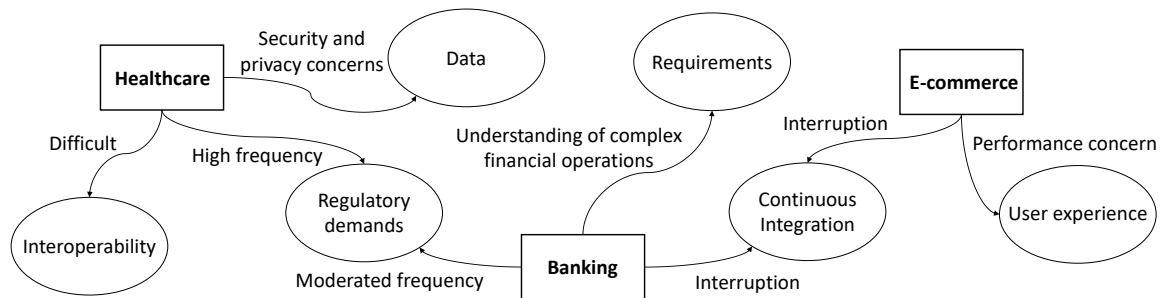 Security and
privacy concerns
Data
Requirements
Healthcare
E-commerce
Difficult
High frequency
Understanding of complex
financial operations
Interruption
Performance concern
Interoperability
Regulatory
demands
Continuous
Integration
User experience
Moderated frequency
Banking
Interruption